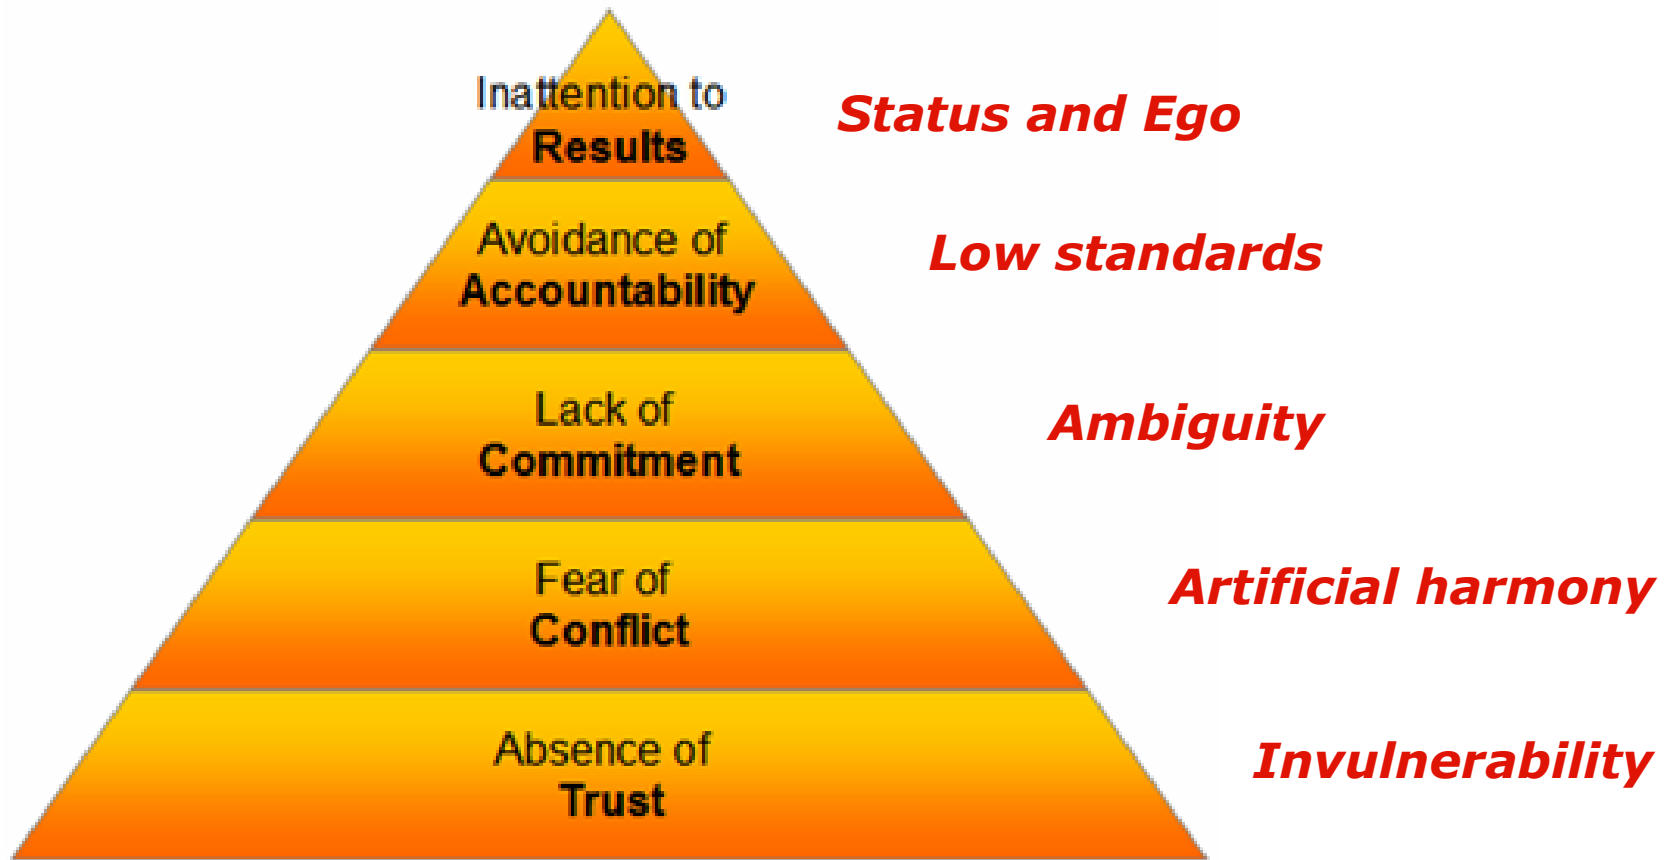 Inattention to
Results
Status and Ego
Avoidance of
Accountability
Low standards
Lack of
Commitment
Ambiguity
Fear of
Conflict
Artificial harmony
Absence of
Trust
Invulnerability